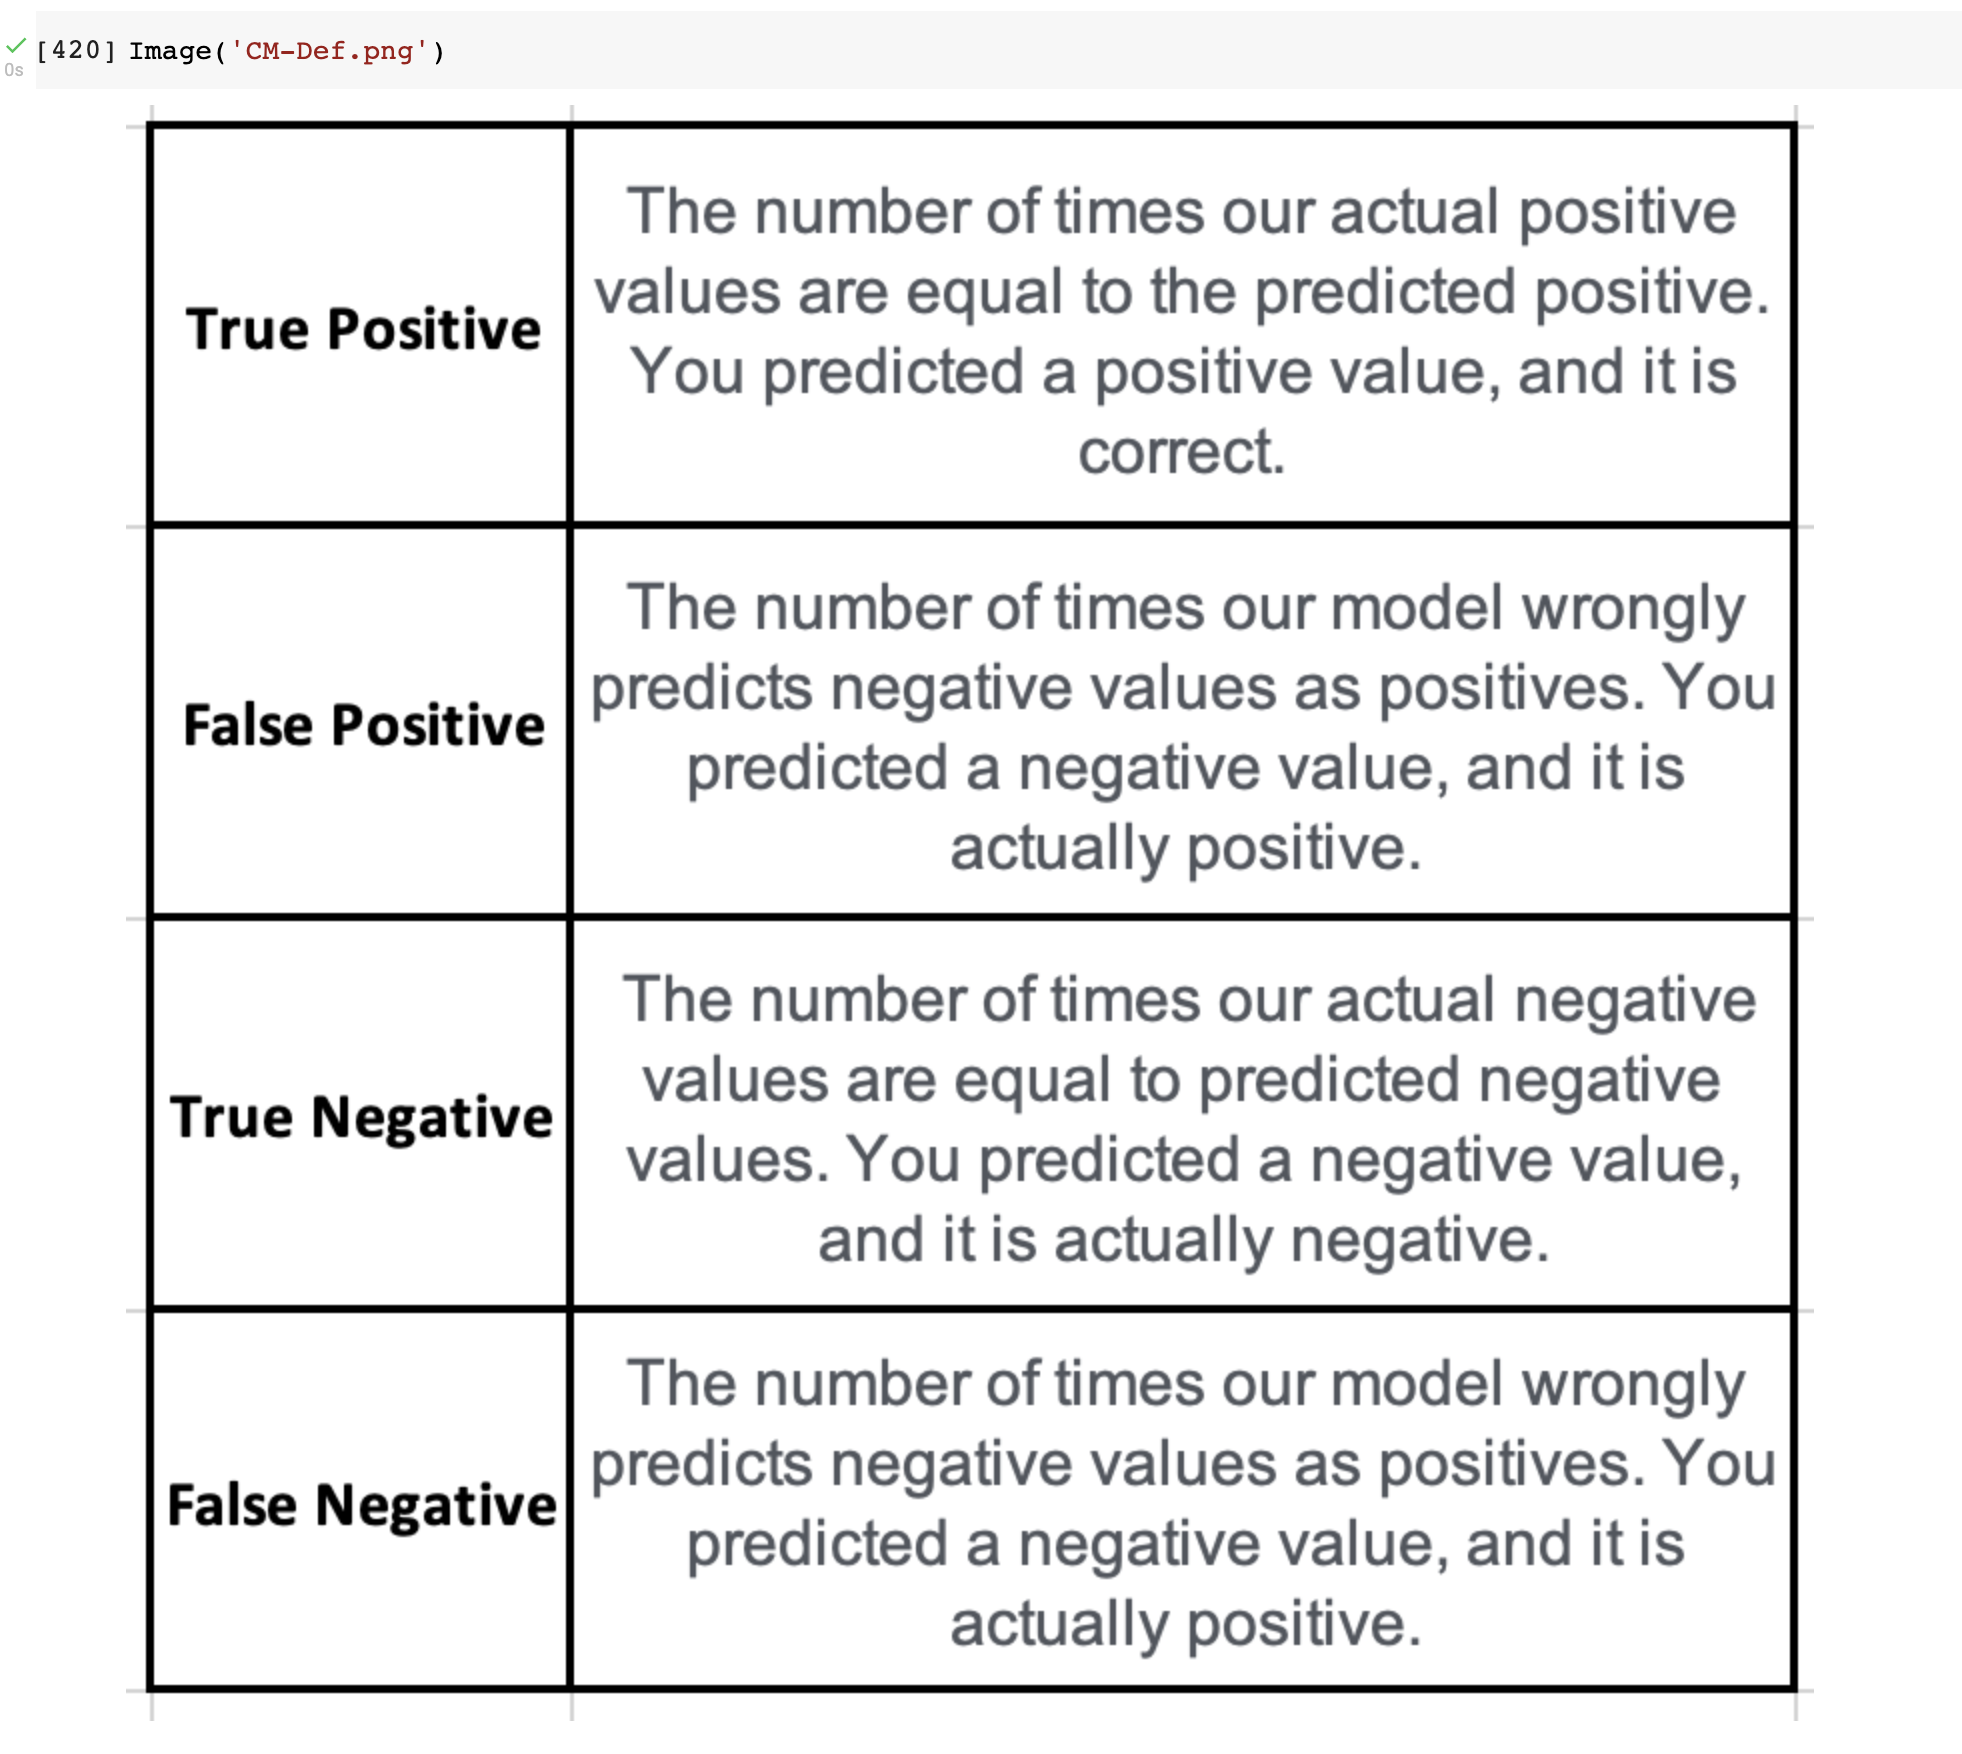 [420] Image('CM-Def.png')
0s
True Positive
The number of times our actual positive
values are equal to the predicted positive.
You predicted a positive value, and it is
correct.
False Positive
The number of times our model wrongly
predicts negative values as positives. You
predicted a negative value, and it is
actually positive.
True Negative
The number of times our actual negative
values are equal to predicted negative
values. You predicted a negative value,
and it is actually negative.
False Negative
The number of times our model wrongly
predicts negative values as positives. You
predicted a negative value, and it is
actually positive.